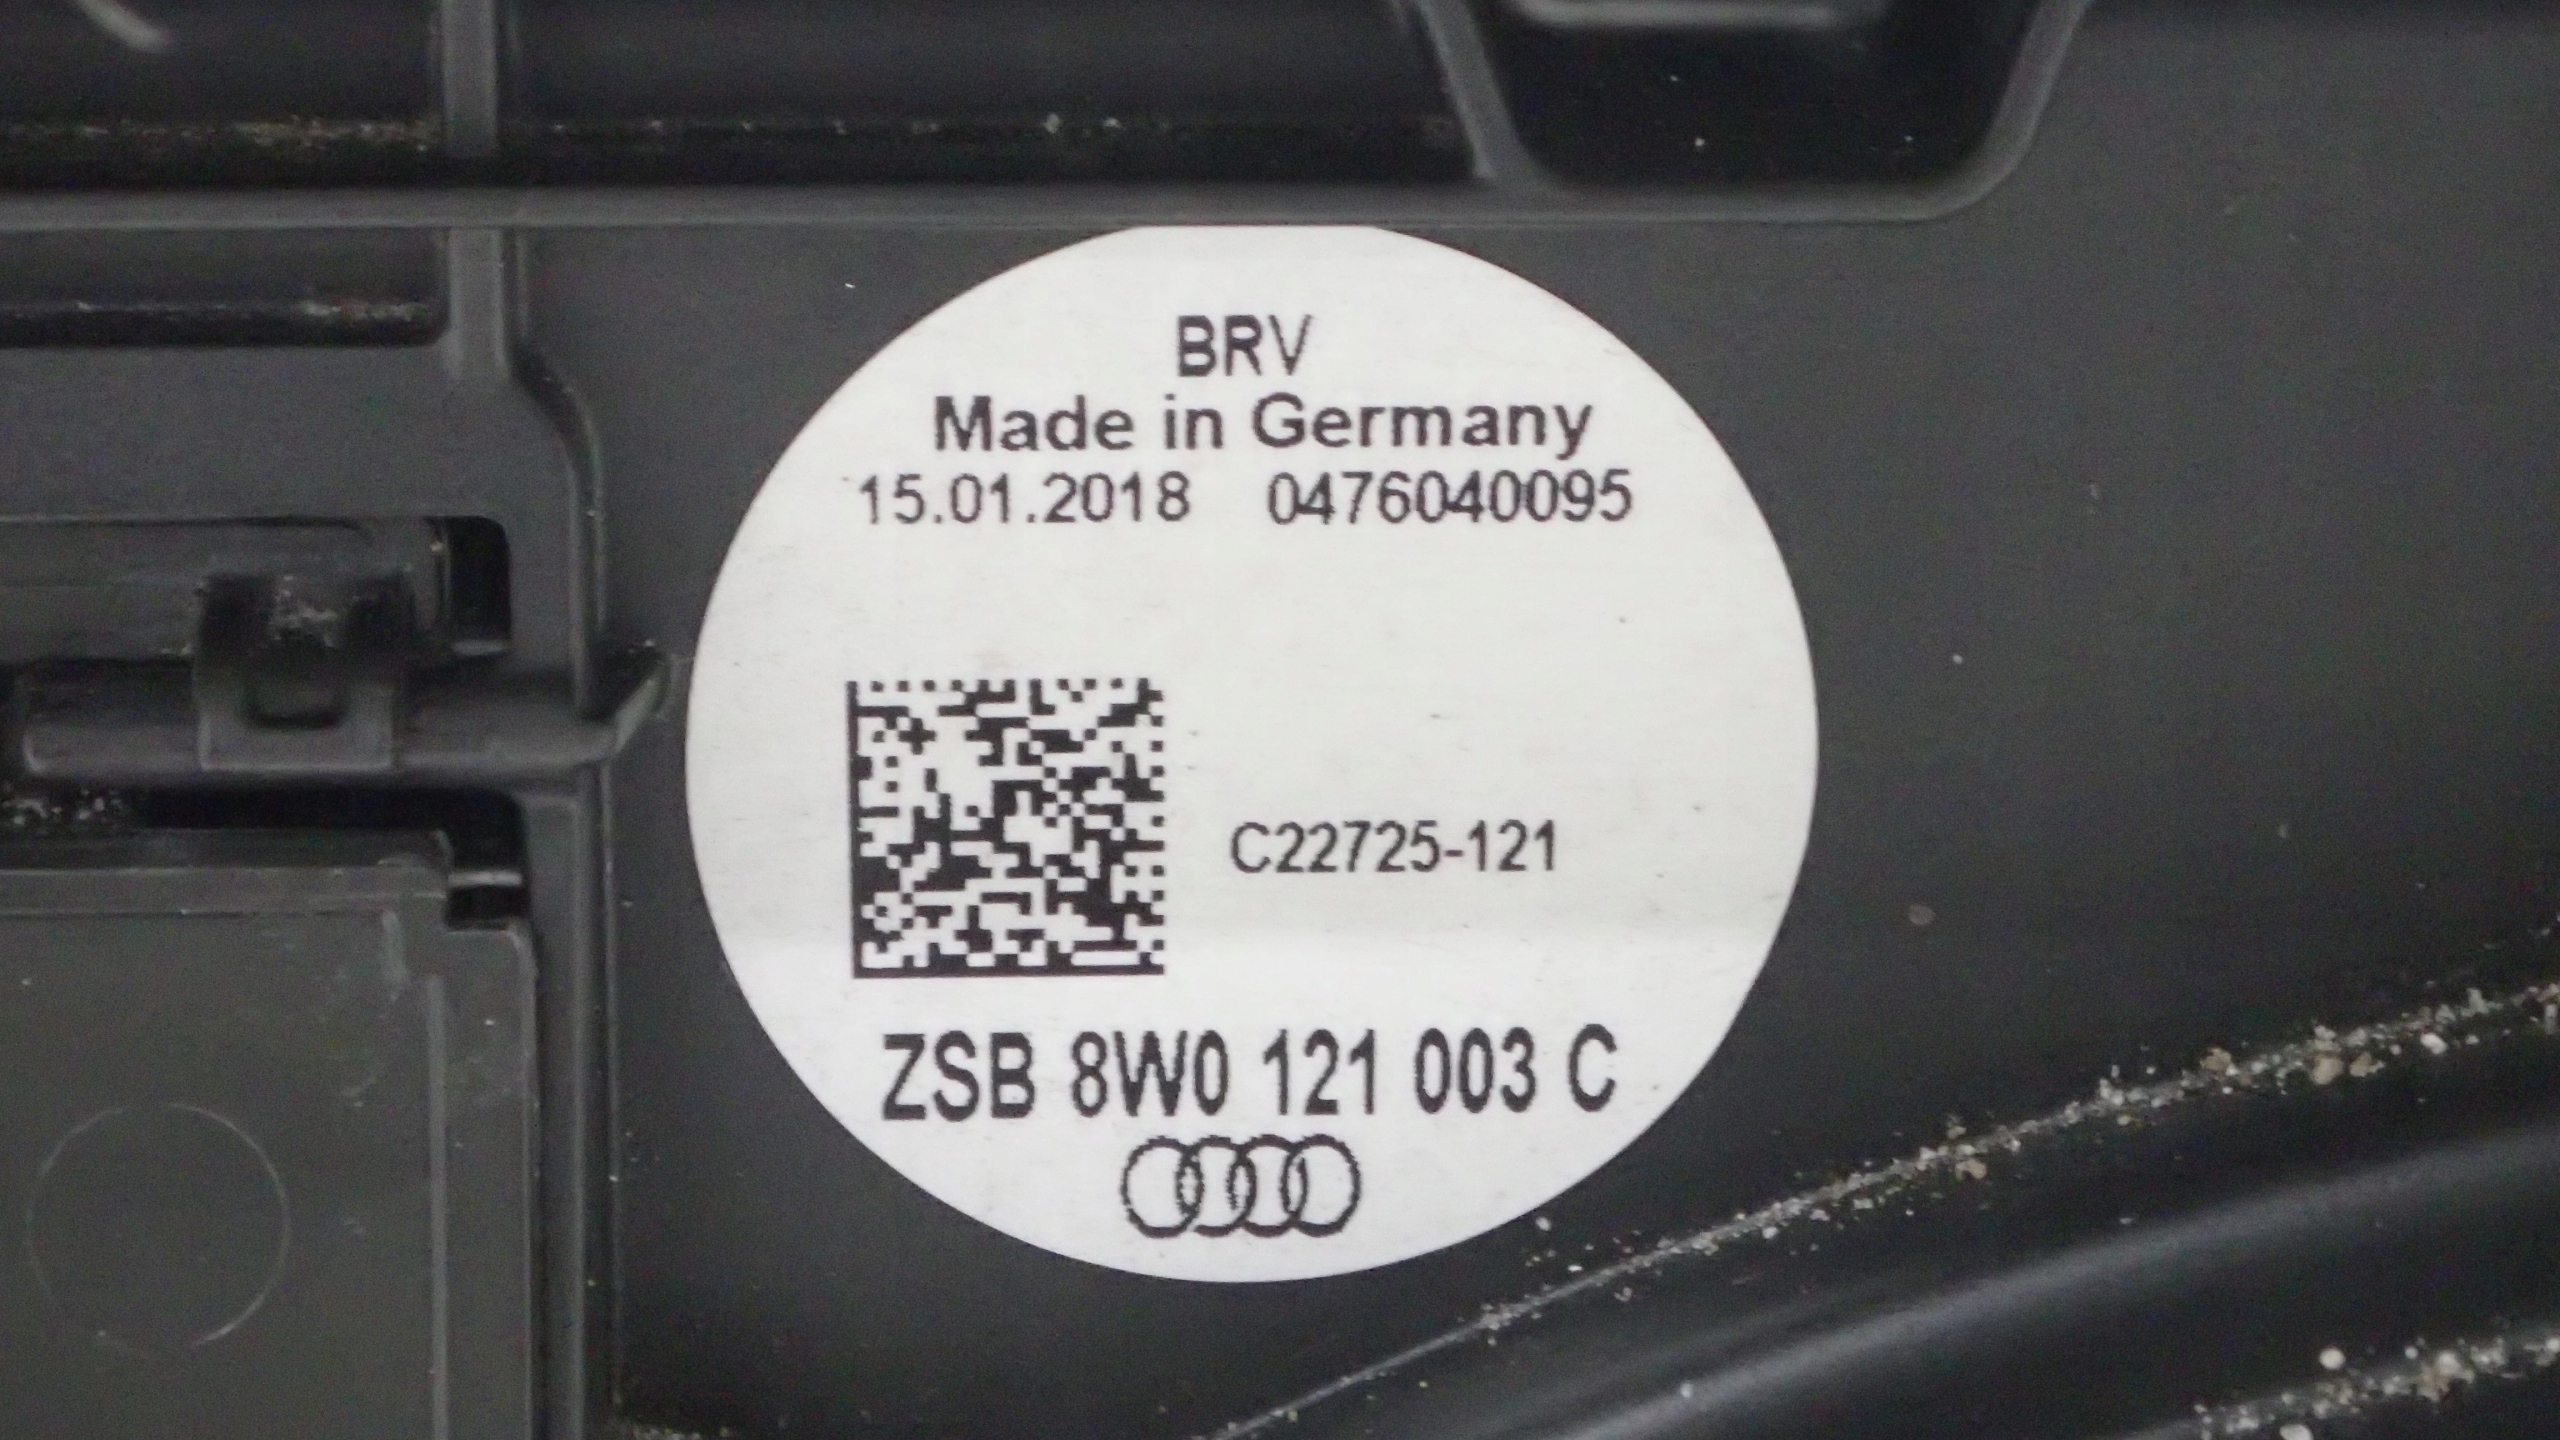 BRV
Made in Germany
15.01.2018 0476040095
C22725-121
ZSB 8W0 121 003 C